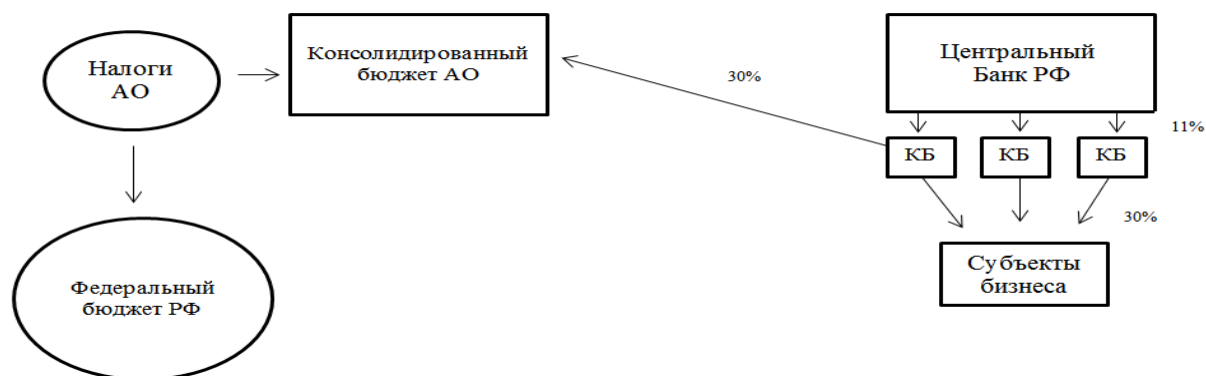 Налоги
АО
Консолидированный
бюджет АО
30%
Центральный
Банк РФ
11%
КБ
КБ
КБ
30%
Субъекты
бизнеса
Федеральный
бюджет РФ